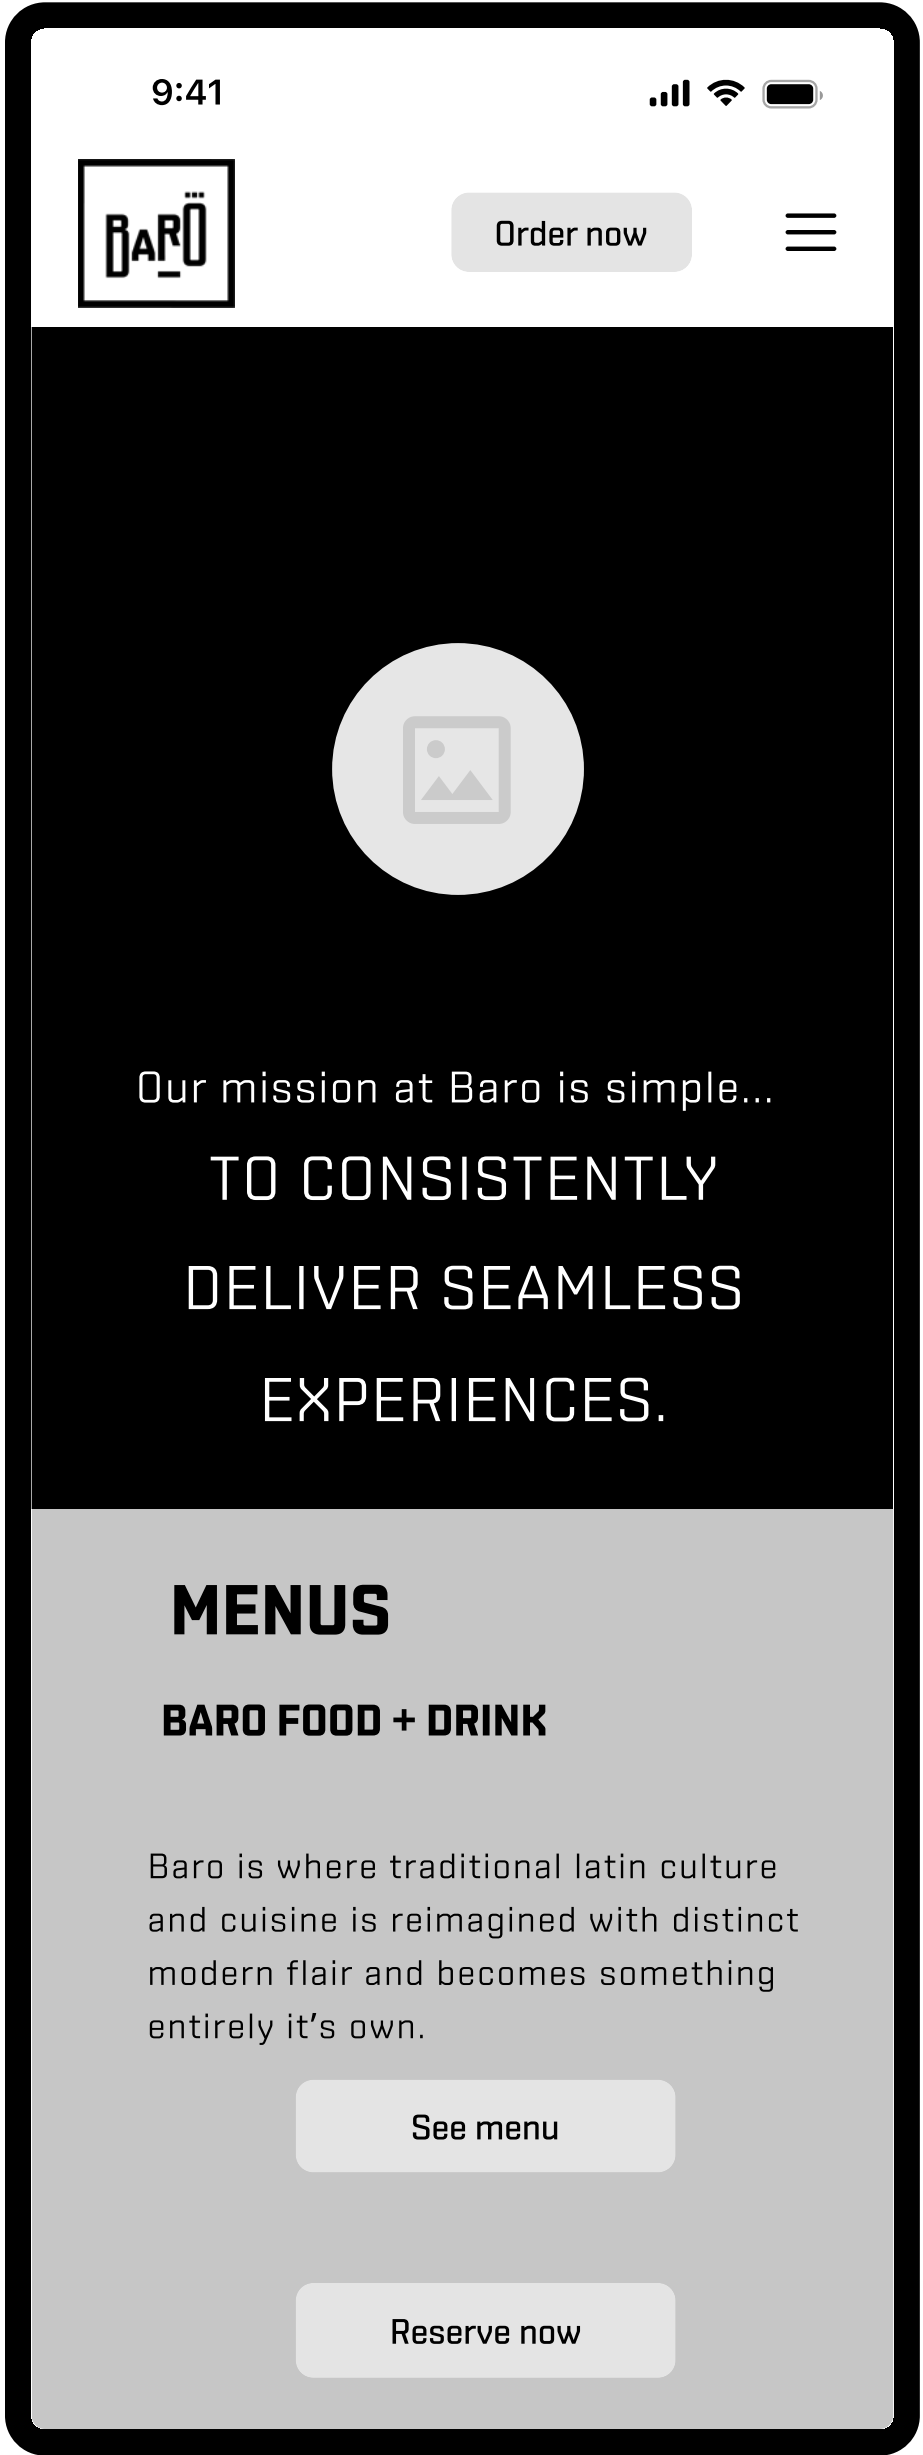 9:41
BARÖ
Order now
Our mission at Baro is simple...
TO CONSISTENTLY
DELIVER SEAMLESS
EXPERIENCES.
MENUS
BARO FOOD + DRINK
Baro is where traditional latin culture
and cuisine is reimagined with distinct
modern flair and becomes something
entirely it’s own.
See menu
Reserve now